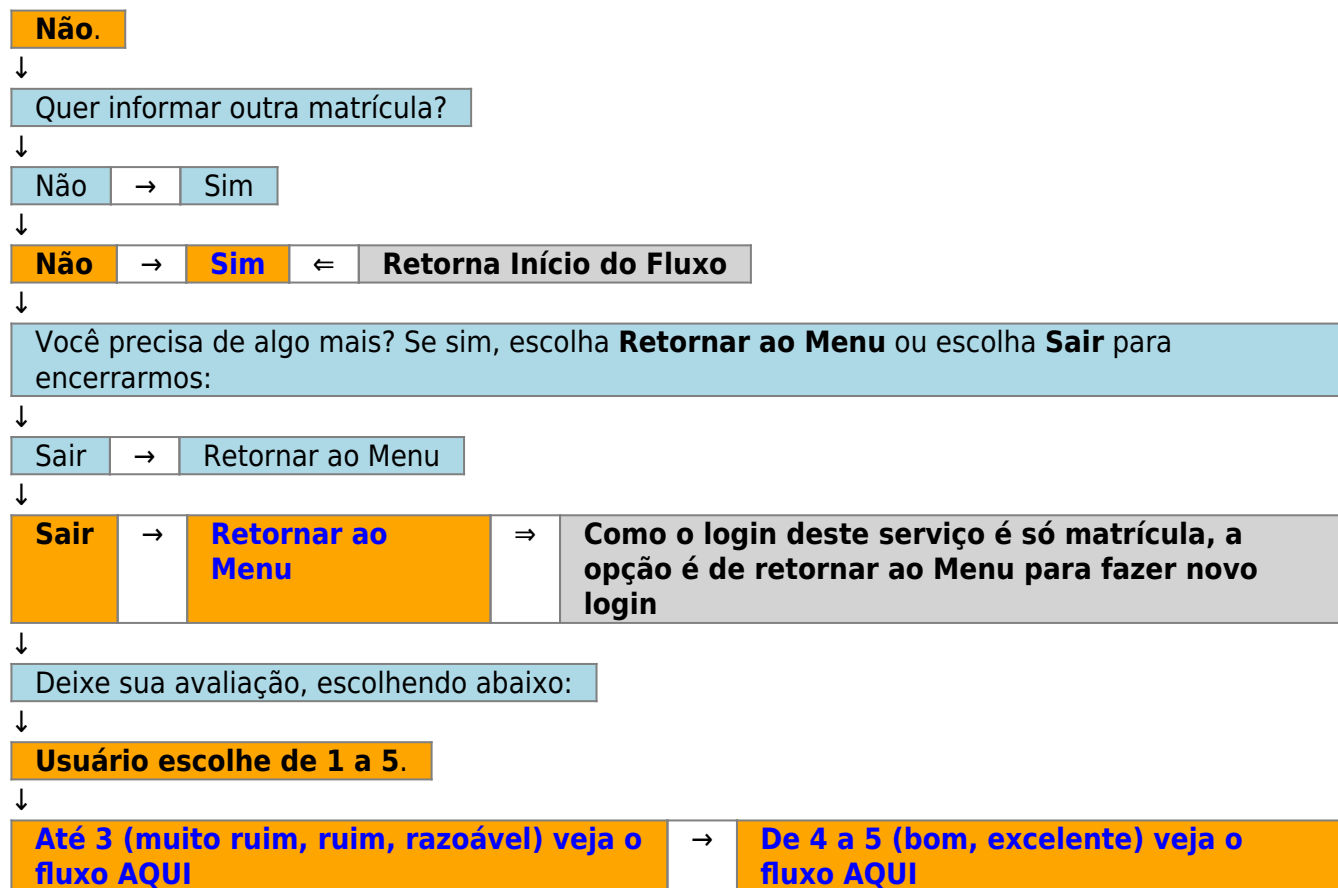 Não.
↓
Quer informar outra matrícula?
↓
Não → Sim
↓
Não → Sim ⇐ Retorna Início do Fluxo
↓
Você precisa de algo mais? Se sim, escolha Retornar ao Menu ou escolha Sair para
encerrarmos:
↓
Sair → Retornar ao Menu
↓
Sair → Retornar ao
Menu
⇒ Como o login deste serviço é só matrícula, a
opção é de retornar ao Menu para fazer novo
login
↓
Deixe sua avaliação, escolhendo abaixo:
↓
Usuário escolhe de 1 a 5.
↓
Até 3 (muito ruim, ruim, razoável) veja o
fluxo AQUI
→ De 4 a 5 (bom, excelente) veja o
fluxo AQUI